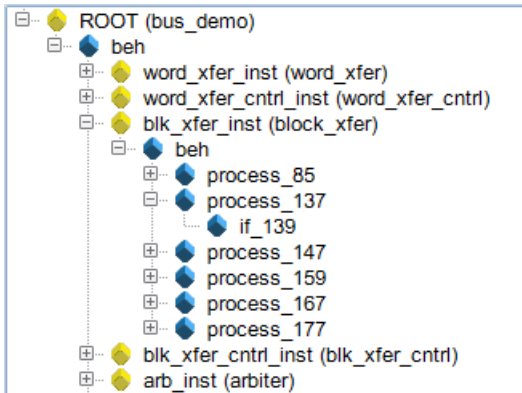 ROOT (bus_demo)
beh
word_xfer_inst (word_xfer)
word_xfer_cntrl_inst (word_xfer_cntrl)
blk_xfer_inst (block_xfer)
beh
process_85
process_137
if_139
process_147
process_159
process_167
process_177
blk_xfer_cntrl_inst (blk_xfer_cntrl)
arb_inst (arbiter)